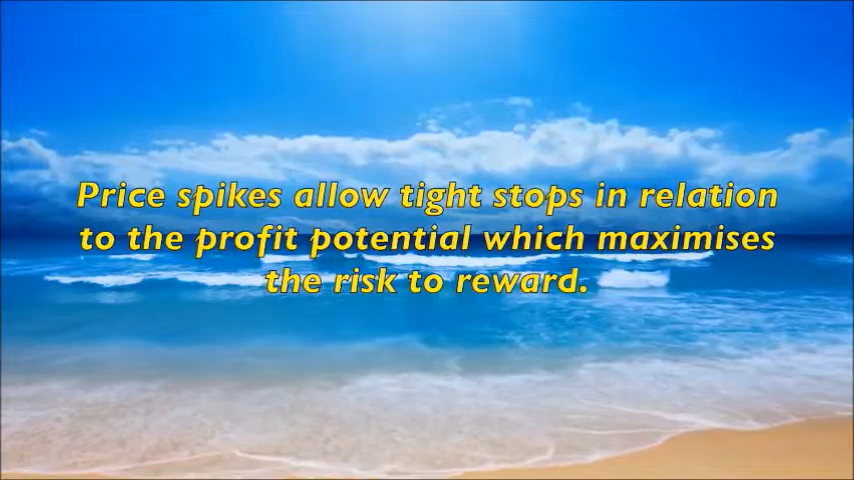 Price spikes allow tight stops in relation
to the profit potential which maximises
the risk to reward.